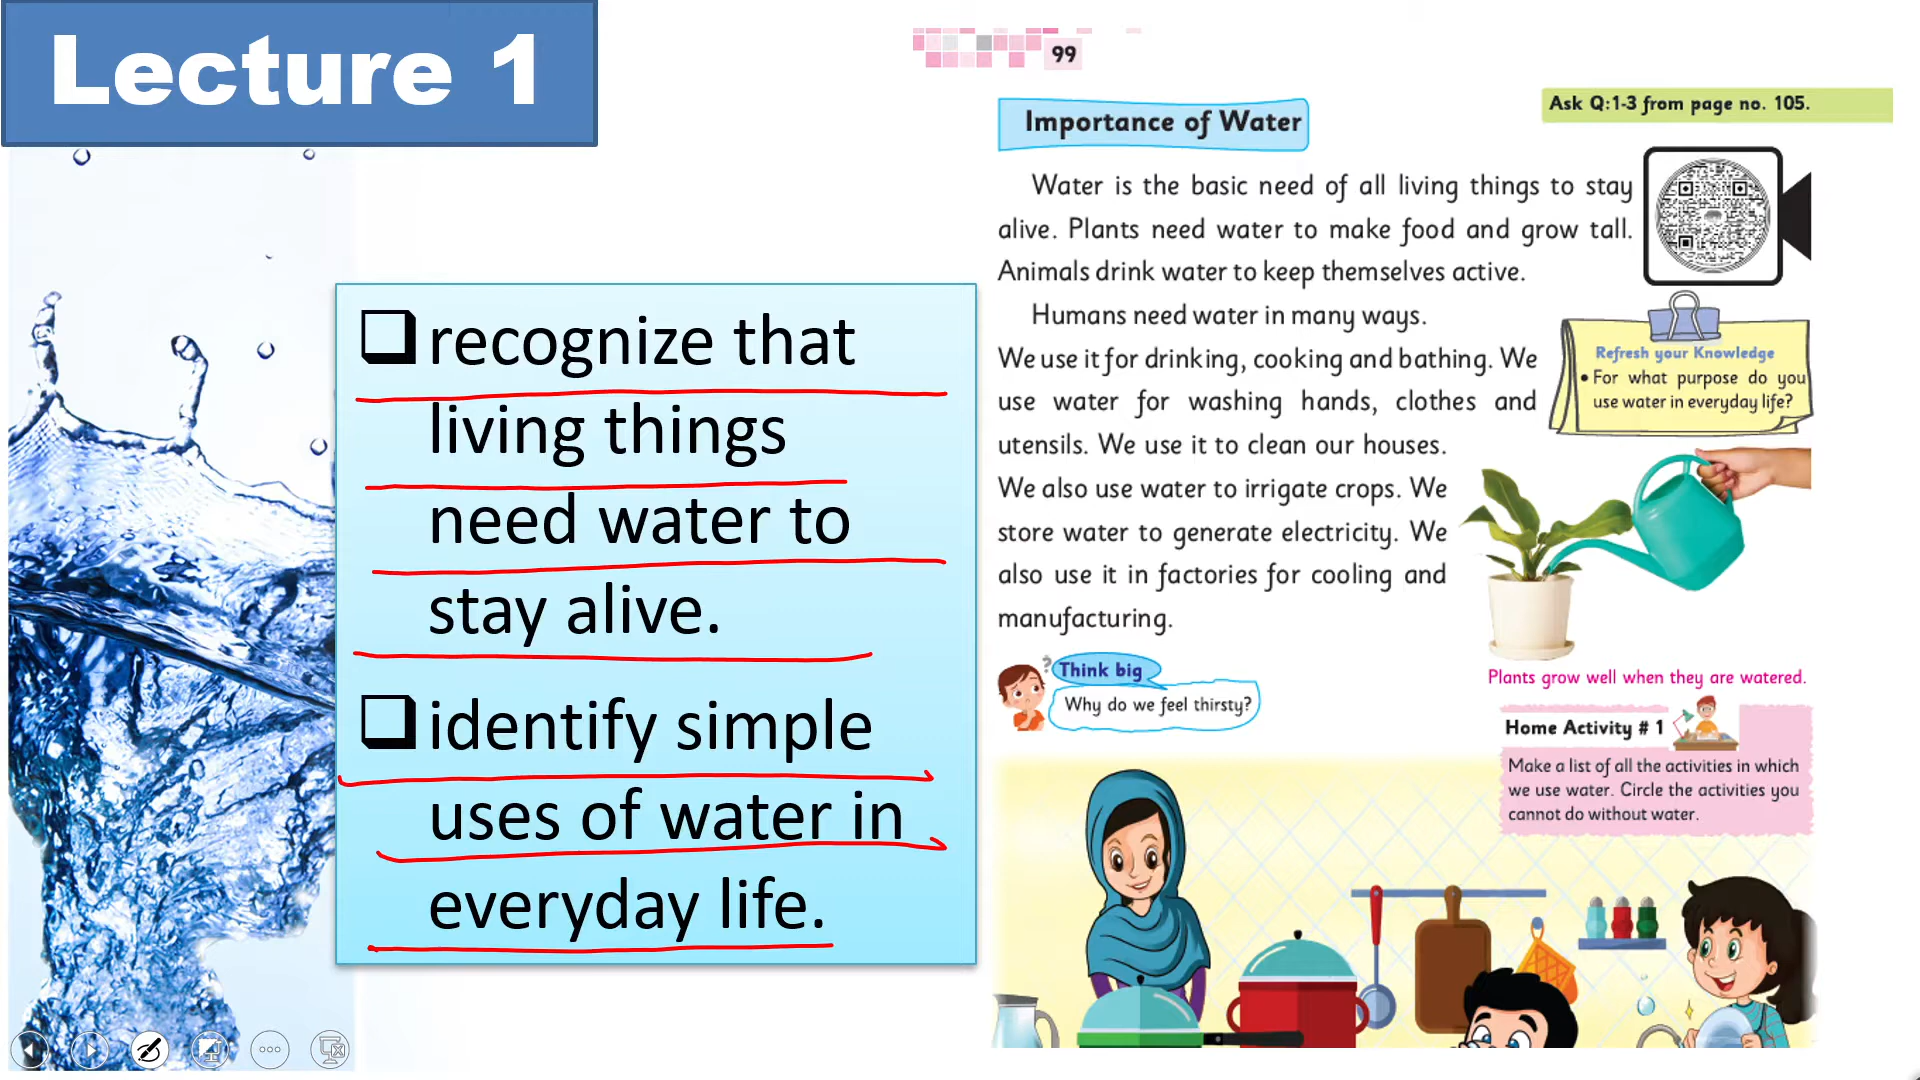 Lecture 1
recognize that
living things
need water to
stay alive.
identify simple
uses of water in
everyday life.
99
Importance of Water
Ask Q:1-3 from page no. 105.
Water is the basic need of all living things to stay
alive. Plants need water to make food and grow tall.
Animals drink water to keep themselves active.
Humans need water in many ways.
We use it for drinking, cooking and bathing. We
use water for washing hands, clothes and
utensils. We use it to clean our houses.
We also use water to irrigate crops. We
store water to generate electricity. We
also use it in factories for cooling and
manufacturing.
Refresh your Knowledge
• For what purpose do you
use water in everyday life?
Plants grow well when they are watered.
?
Think big
Why do we feel thirsty?
Home Activity # 1
Make a list of all the activities in which
we use water. Circle the activities you
cannot do without water.